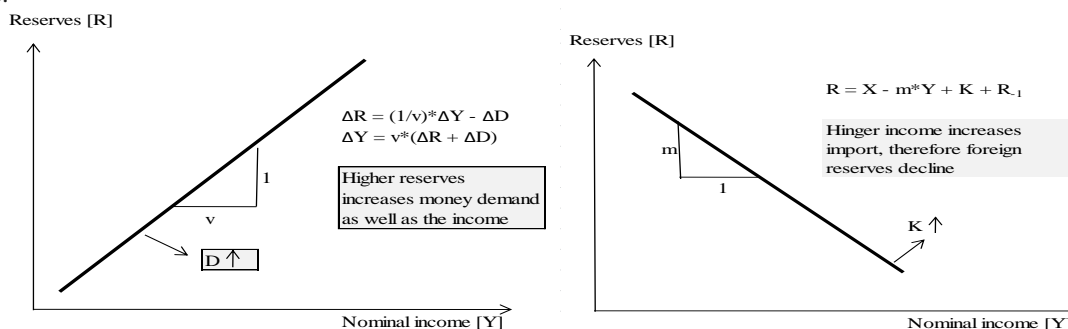 Reserves [R]
ΔR = (1/v)*ΔY - ΔD
ΔY = v*(ΔR + ΔD)
Higher reserves
increases money demand
as well as the income
1
v
D ↑
Nominal income [Y]
Reserves [R]
R = X - m*Y + K + R-1
Hinger income increases
import, therefore foreign
reserves decline
m
1
K ↑
Nominal income [Y]